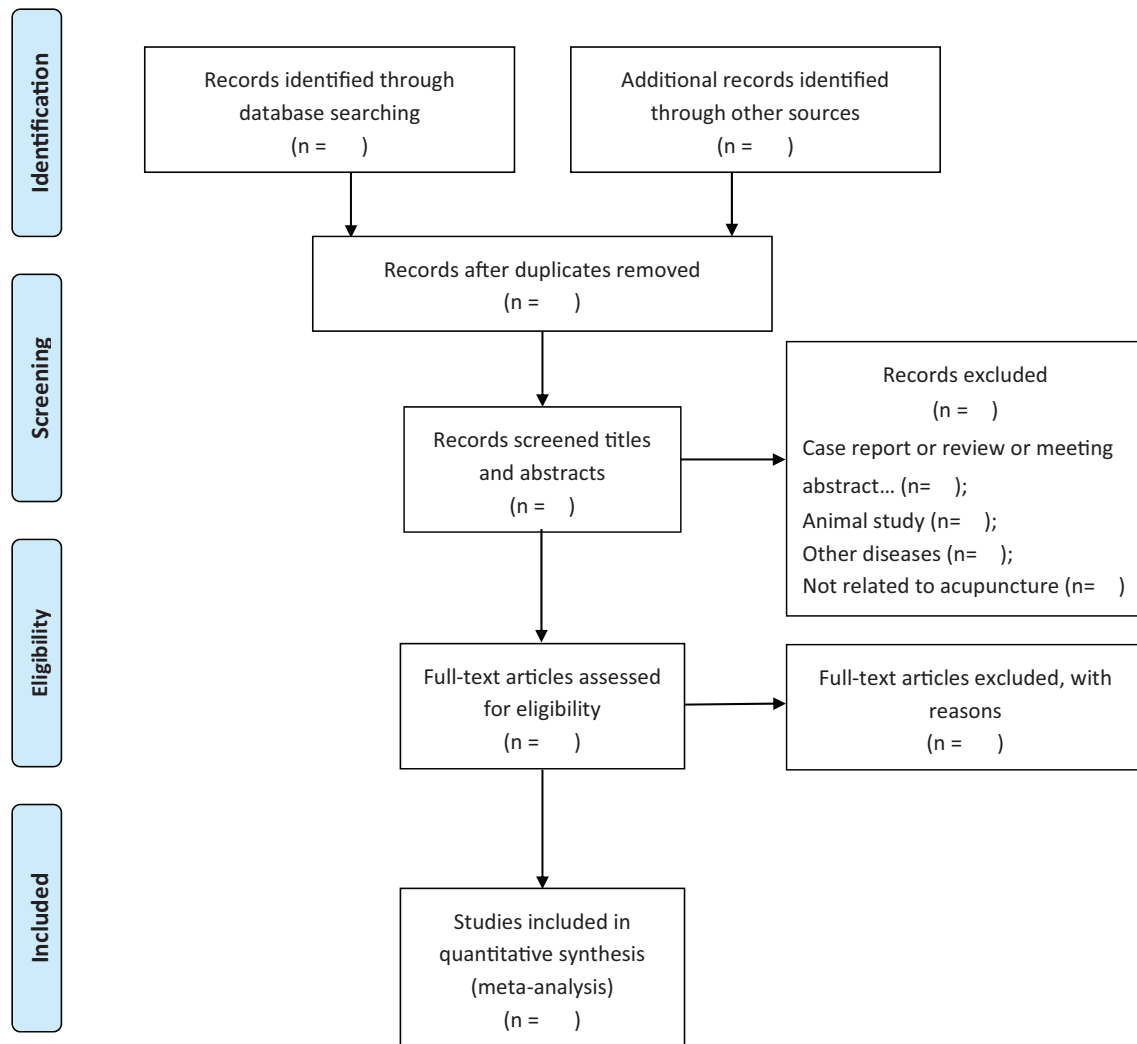 Identification
Records identified through
database searching
(n = )
Additional records identified
through other sources
(n = )
Records after duplicates removed
(n = )
Screening
Records screened titles
and abstracts
(n = )
Records excluded
(n = )
Case report or review or meeting
abstract... (n= );
Animal study (n= );
Other diseases (n= );
Not related to acupuncture (n= )
Eligibility
Full-text articles assessed
for eligibility
(n = )
Full-text articles excluded, with
reasons
(n = )
Included
Studies included in
quantitative synthesis
(meta-analysis)
(n = )